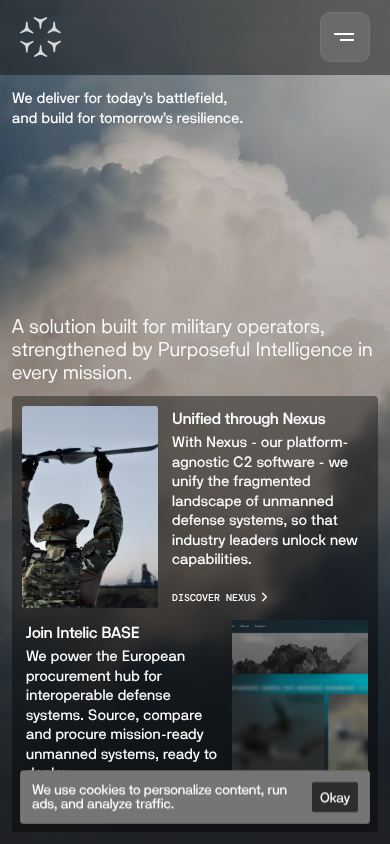 We deliver for today's battlefield,
and build for tomorrow's resilience.
A solution built for military operators,
strengthened by Purposeful Intelligence in
every mission.
Unified through Nexus
With Nexus - our platform-
agnostic C2 software - we
unify the fragmented
landscape of unmanned
defense systems, so that
industry leaders unlock new
capabilities.
DISCOVER NEXUS
Join Intelic BASE
We power the European
procurement hub for
interoperable defense
systems. Source, compare
and procure mission-ready
unmanned systems, ready to
We use cookies to personalize content, run
ads, and analyze traffic.
Okay